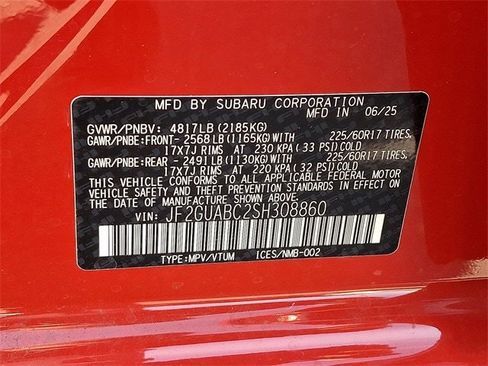 MFD BY SUBARU CORPORATION
MFD IN 06/25
GVWR/PNBV: 4817LB (2185KG)
GAWR/PNBE:FRONT- 2568LB(1165KG)WITH 225/60R17 TIRES,
17X7J RIMS AT 230 KPA ( 33 PSI) COLD
GAWR/PNBE:REAR - 2491LB(1130KG)WITH 225/60R17 TIRES,
17X7J RIMS AT 220 KPA ( 32 PSI) COLD
THIS VEHICLE CONFORMS TO ALL APPLICABLE FEDERAL MOTOR
VEHICLE SAFETY AND THEFT PREVENTION STANDARDS IN EFFECT ON
THE DATE OF MANUFACTURE SHOWN ABOVE.
VIN: JF2GUABC2SH308860
TYPE:MPV/VTUM ICES/NMB-002